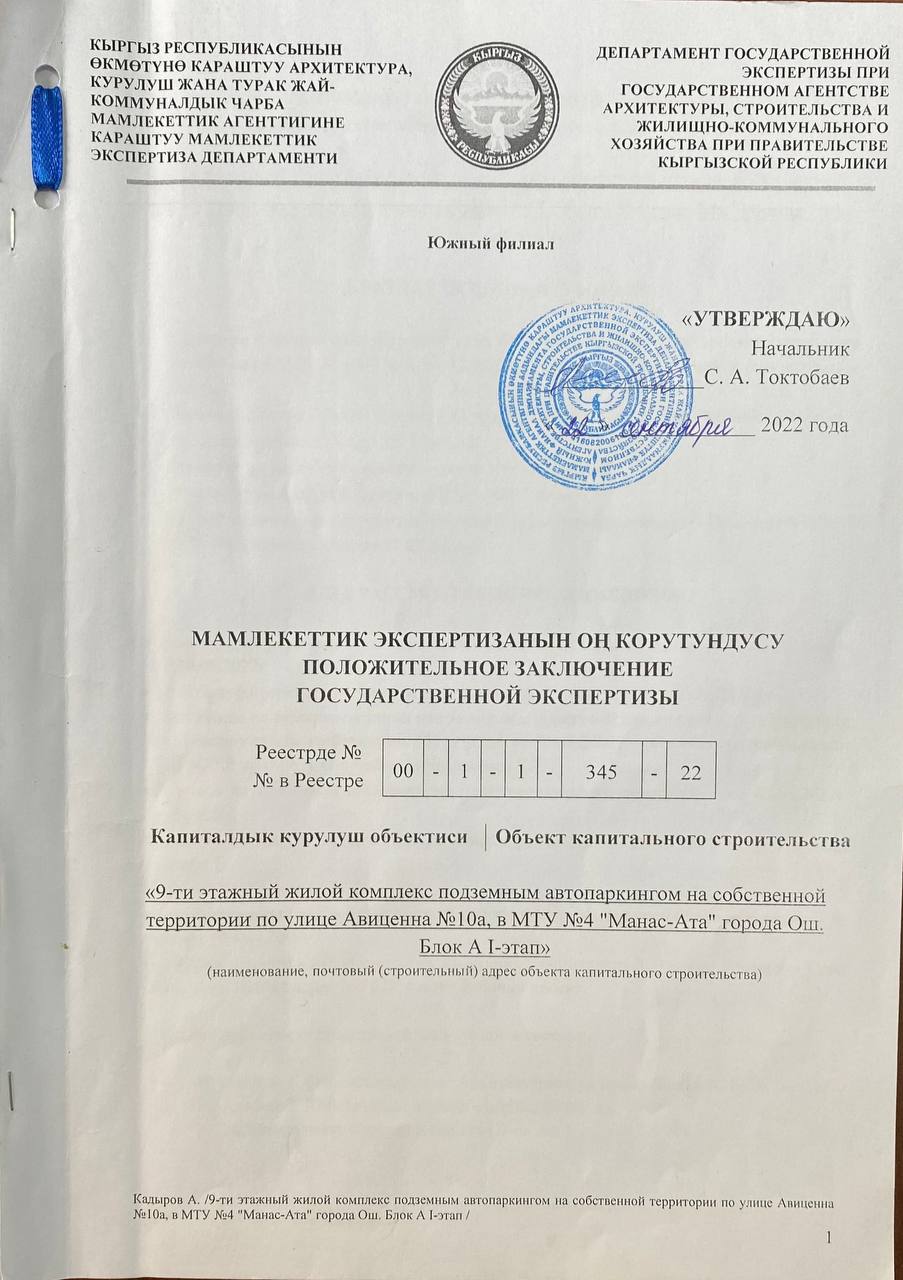 КЫРГЫЗ РЕСПУБЛИКАСЫНЫН
ӨКМӨТҮНӨ КАРАШТУУ АРХИТЕКТУРА,
КУРУЛУШ ЖАНА ТУРАК ЖАЙ-
КОММУНАЛДЫК ЧАРБА
МАМЛЕКЕТТИК АГЕНТТИГИНЕ
КАРАШТУУ МАМЛЕКЕТТИК
ЭКСПЕРТИЗА ДЕПАРТАМЕНТИ
КЫРГЫЗ
РЕСПУБЛИКАСЫ
ДЕПАРТАМЕНТ ГОСУДАРСТВЕННОЙ
ЭКСПЕРТИЗЫ ПРИ
ГОСУДАРСТВЕННОМ АГЕНТСТВЕ
АРХИТЕКТУРЫ, СТРОИТЕЛЬСТВА И
ЖИЛИЩНО-КОММУНАЛЬНОГО
ХОЗЯЙСТВА ПРИ ПРАВИТЕЛЬСТВЕ
КЫРГЫЗСКОЙ РЕСПУБЛИКИ
Южный филиал
«УТВЕРЖДАЮ»
Начальник
С. А. Токтобаев
22 сентября 2022 года
МАМЛЕКЕТТИК ЭКСПЕРТИЗАНЫН ОҢ КОРУТУНДУСУ
ПОЛОЖИТЕЛЬНОЕ ЗАКЛЮЧЕНИЕ
ГОСУДАРСТВЕННОЙ ЭКСПЕРТИЗЫ
Реестрде №
№ в Реестре
00 - 1 - 1 - 345 - 22
Капиталдык курулуш объектиси Объект капитального строительства
«9-ти этажный жилой комплекс подземным автопаркингом на собственной
территории по улице Авиценна №10а, в МТУ №4 "Манас-Ата" города Ош.
Блок А I-этап»
(наименование, почтовый (строительный) адрес объекта капитального строительства)
Кадыров А. /9-ти этажный жилой комплекс подземным автопаркингом на собственной территории по улице Авиценна
№10а, в МТУ №4 "Манас-Ата" города Ош. Блок А I-этап /
1